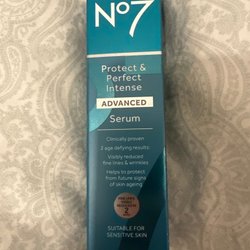 No7
Protect &
Perfect
Intense
ADVANCED
Serum
Clinically proven
2 age defying results:
Visibly reduced
fine lines & wrinkles
Helps to protect
from future signs
of skin ageing
2
SUITABLE FOR
SENSITIVE SKIN